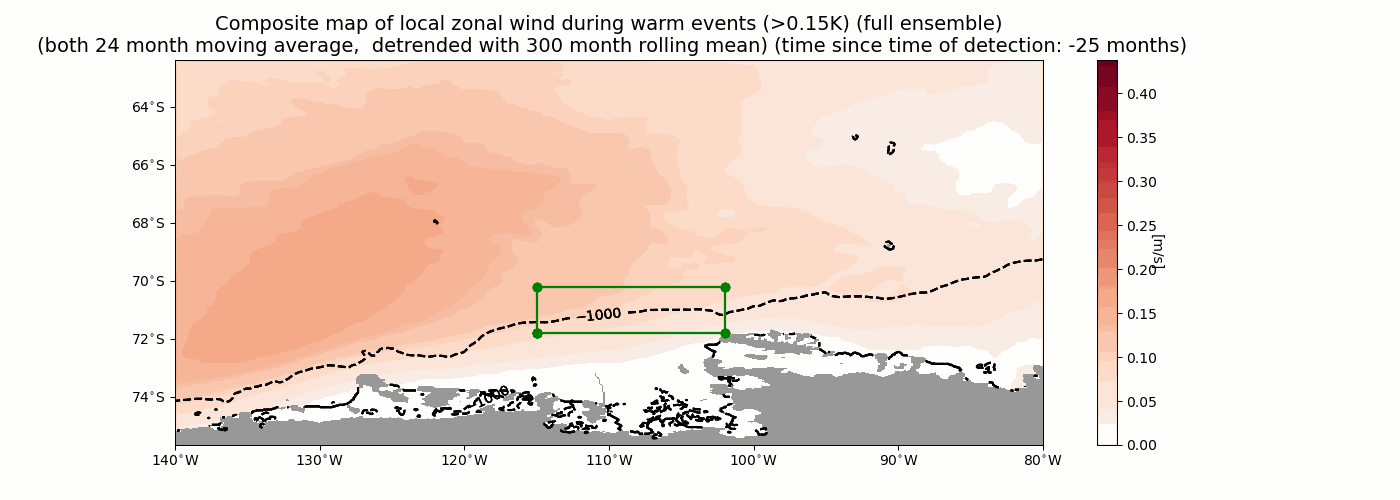 Composite map of local zonal wind during warm events (>0.15K) (full ensemble)
(both 24 month moving average,  detrended with 300 month rolling mean) (time since time of detection: -25 months)
64°S
66°S
68°S
70°S
72°S
74°S
−1000
140°W
130°W
120°W
110°W
100°W
90°W
80°W
0.40
0.35
0.30
0.25
0.20
0.15
0.10
0.05
0.00
[m/s]